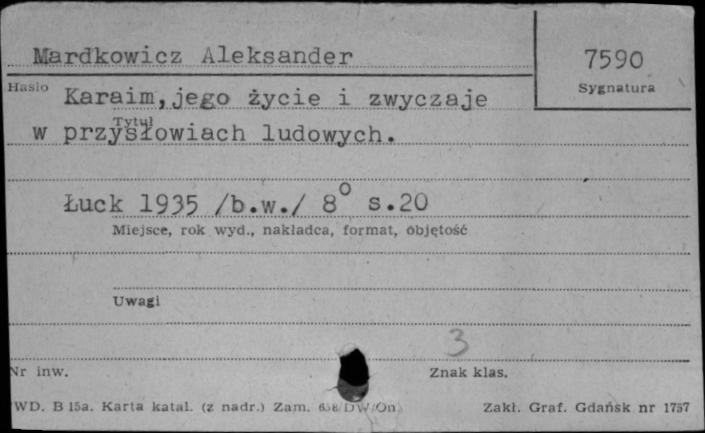 Mardkowicz Aleksander
7590
Hasło
Sygnatura
Karaim, jego życie i zwyczaje
Tytuł
w przysłowiach ludowych.
Łuck 1935 /b.w./ 8° s.20
Miejsce, rok wyd., nakładca, format, objętość
Uwagi
3
Nr inw.
Znak klas.
WD. B 15a. Karta katal. (z nadr.) Zam. DW/On
Zakł. Graf. Gdańsk nr 1757